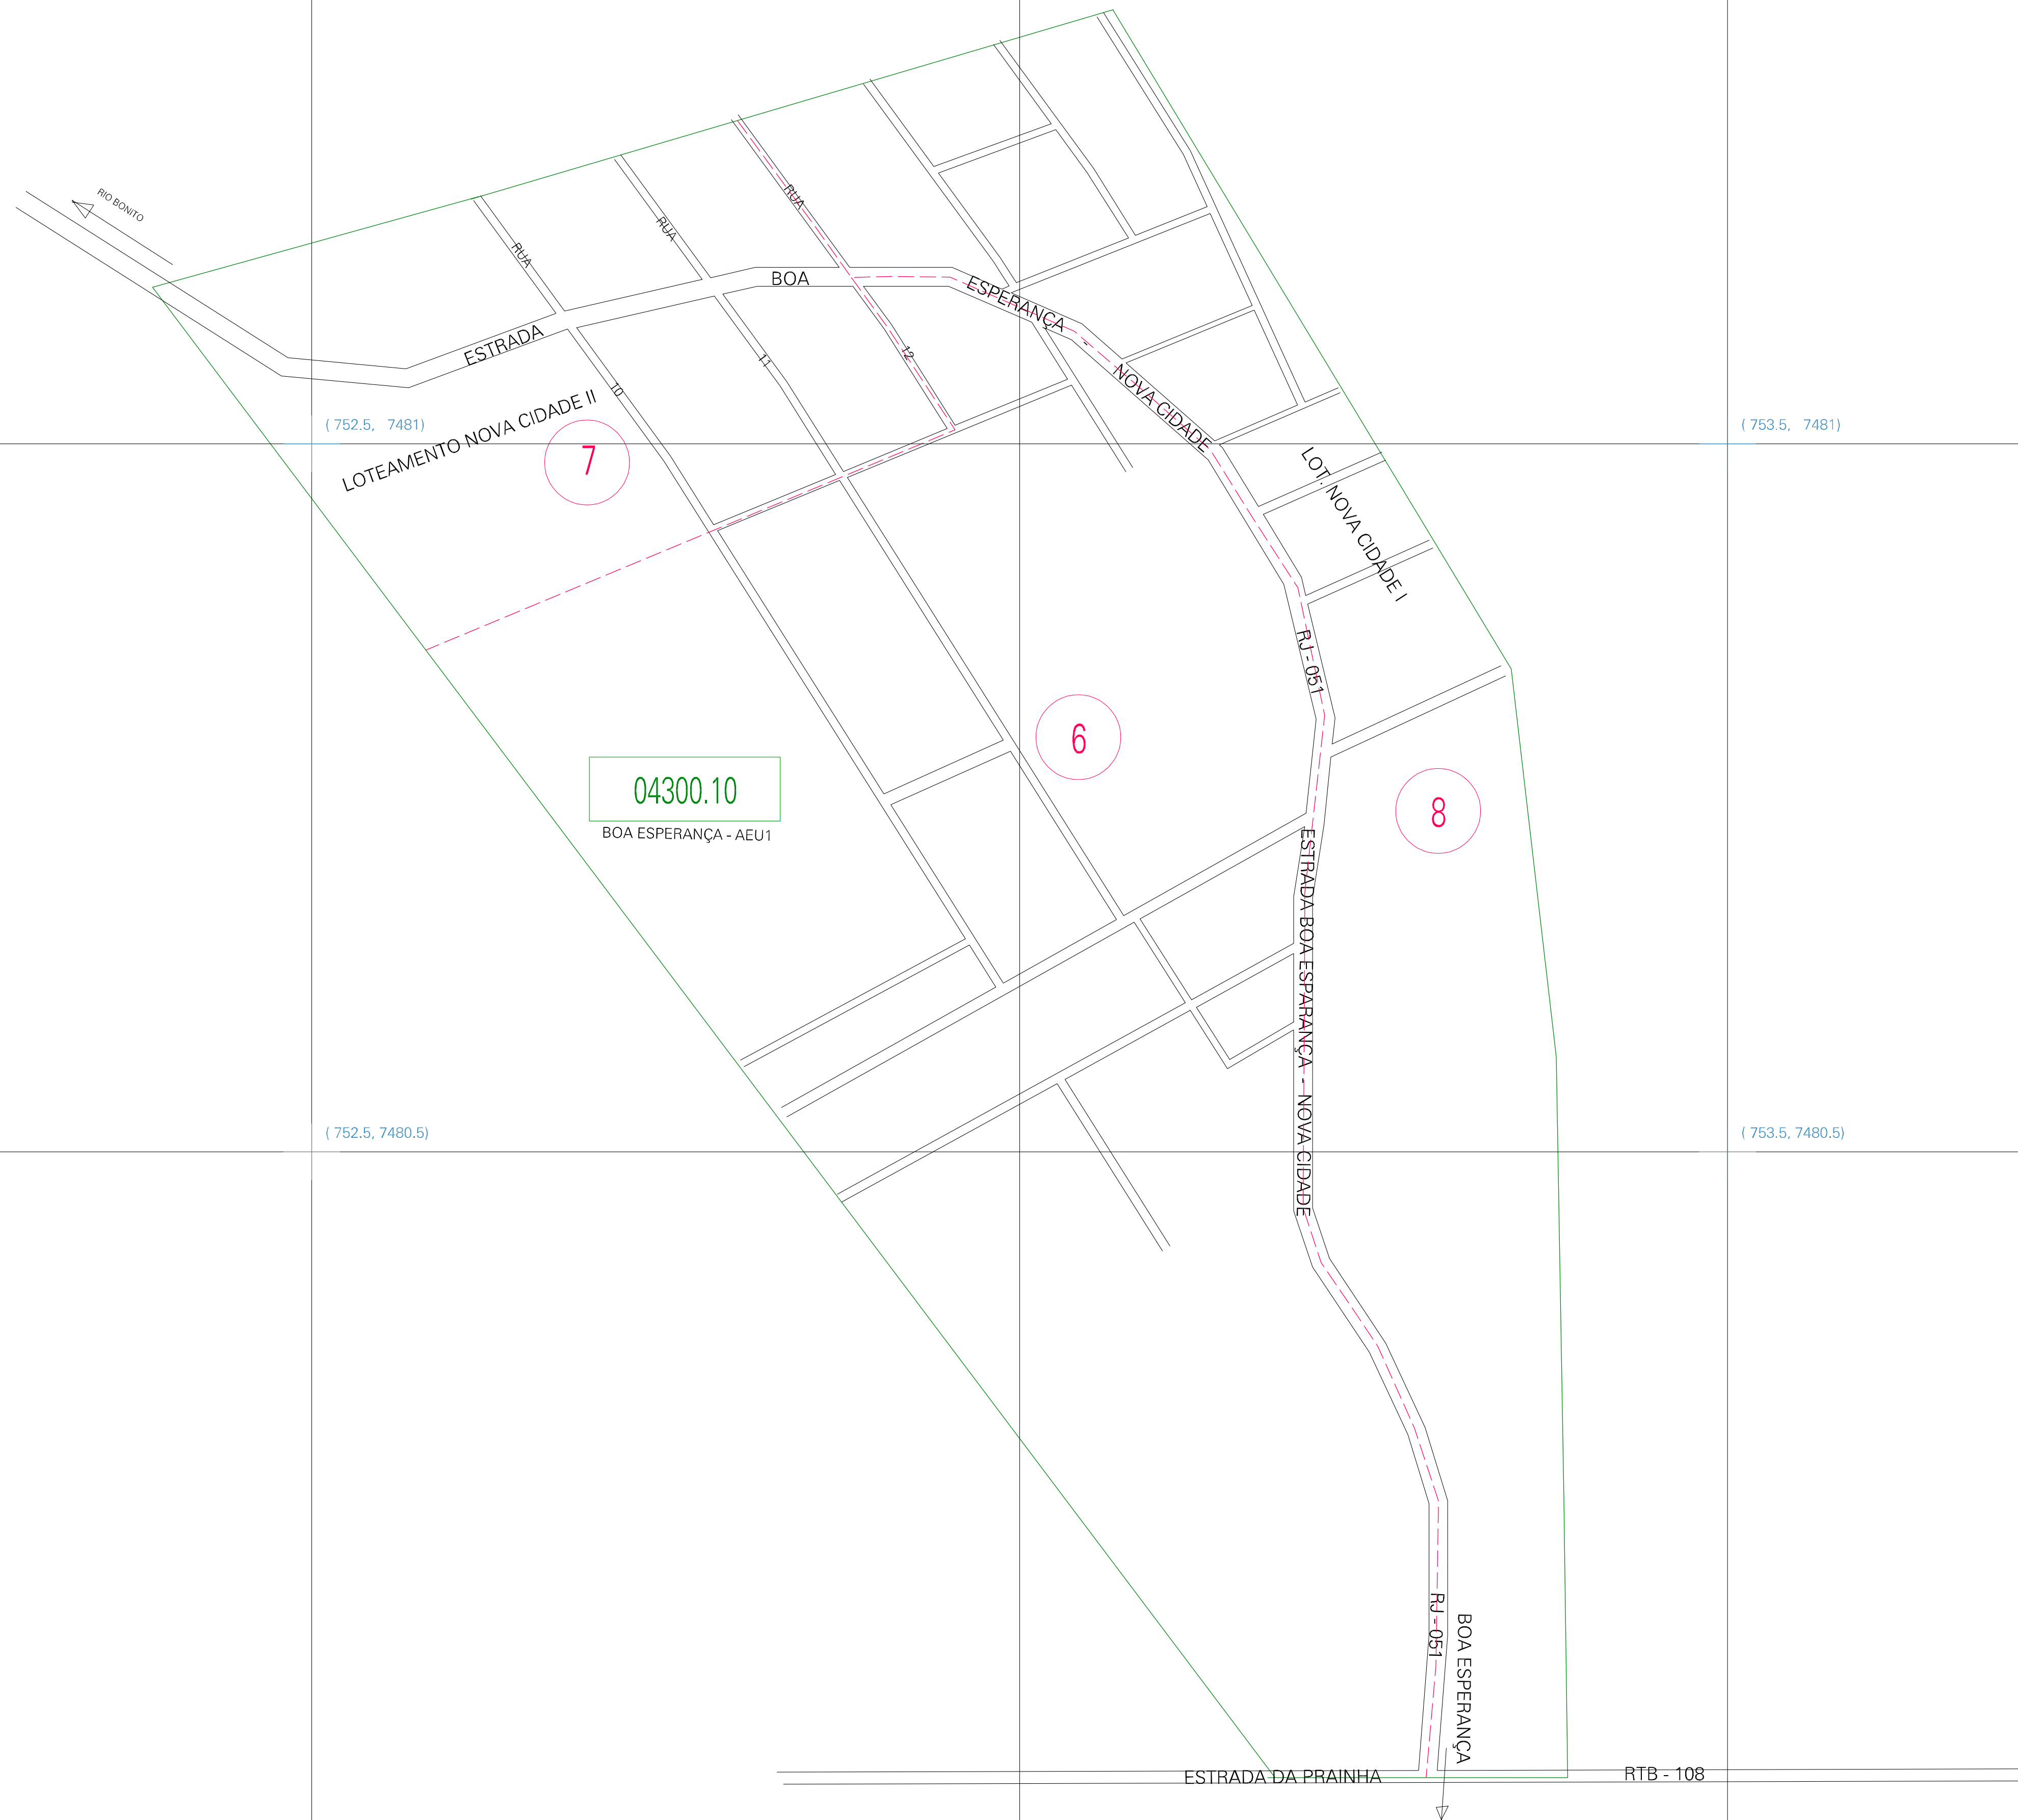 RIO BONITO
RUA
RUA
RUA
BOA
ESPERANÇA
-
NOVA CIDADE
ESTRADA
10
11
12
LOTEAMENTO NOVA CIDADE II
( 752.5, 7481)
( 753.5, 7481)
7
LOT. NOVA CIDADE I
RJ - 051
6
04300.10
BOA ESPERANÇA - AEU1
8
ESTRADA BOA ESPARANÇA - NOVA CIDADE
( 752.5, 7480.5)
( 753.5, 7480.5)
RJ - 051
BOA ESPERANÇA
ESTRADA DA PRAINHA
RTB - 108